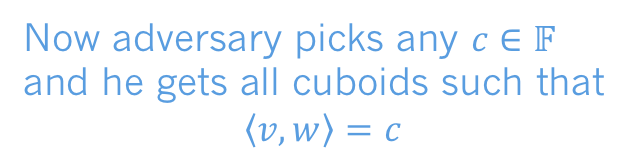 Now adversary picks any c ∈ 𝔽
and he gets all cuboids such that
⟨v, w⟩ = c